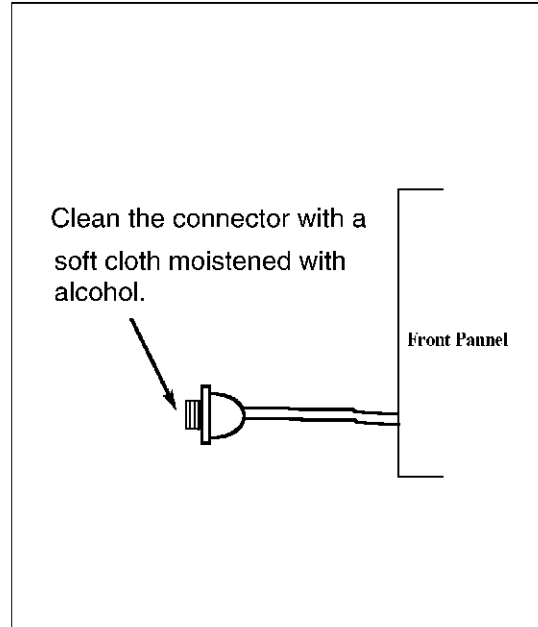 Clean the connector with a
soft cloth moistened with
alcohol.
Front Pannel